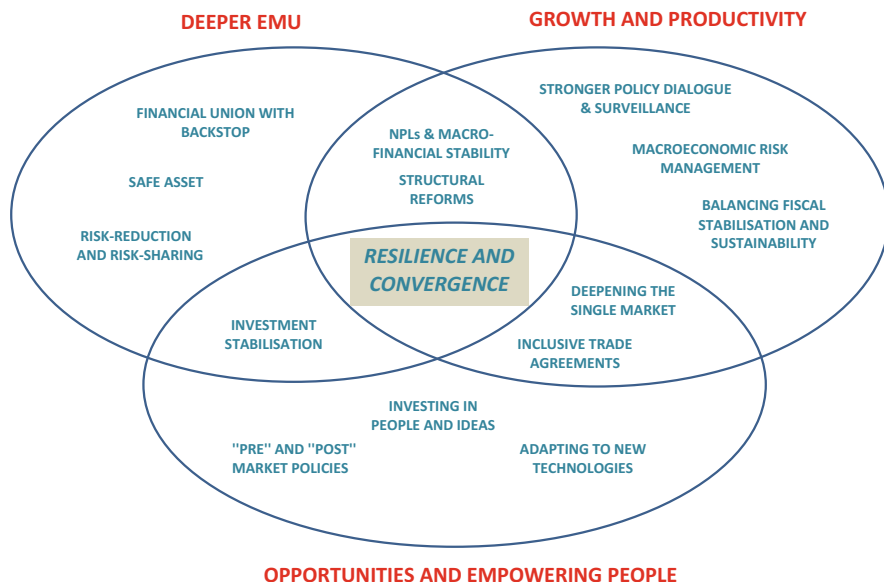 DEEPER EMU
GROWTH AND PRODUCTIVITY
FINANCIAL UNION WITH
BACKSTOP
SAFE ASSET
RISK-REDUCTION
AND RISK-SHARING
NPLs & MACRO-
FINANCIAL STABILITY
STRUCTURAL
REFORMS
STRONGER POLICY DIALOGUE
& SURVEILLANCE
MACROECONOMIC RISK
MANAGEMENT
BALANCING FISCAL
STABILISATION AND
SUSTAINABILITY
RESILIENCE AND
CONVERGENCE
INVESTMENT
STABILISATION
DEEPENING THE
SINGLE MARKET
INCLUSIVE TRADE
AGREEMENTS
INVESTING IN
PEOPLE AND IDEAS
"PRE" AND "POST"
MARKET POLICIES
ADAPTING TO NEW
TECHNOLOGIES
OPPORTUNITIES AND EMPOWERING PEOPLE